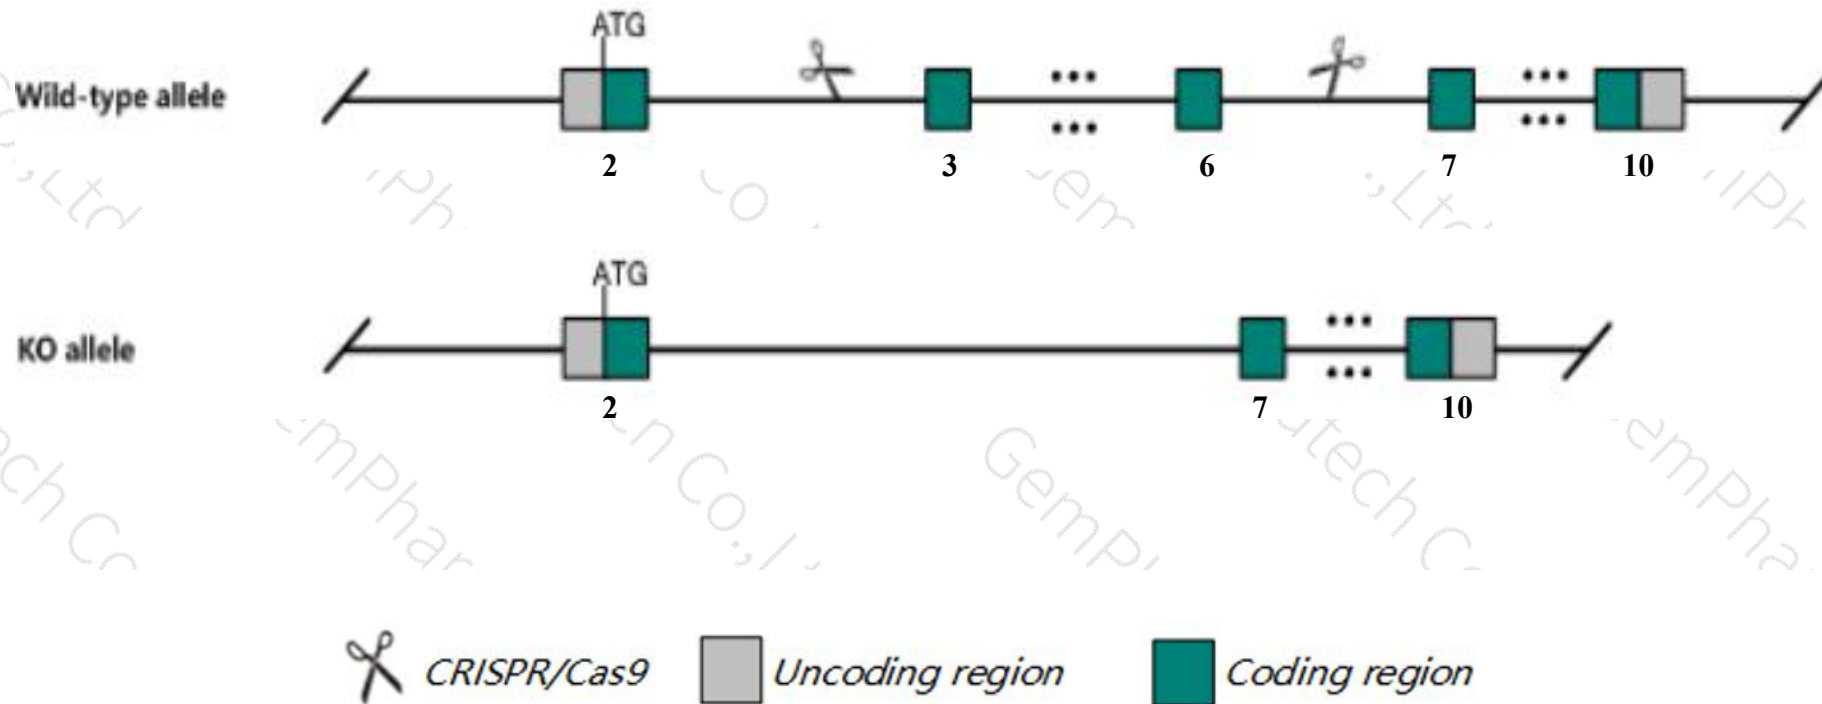 ATG
Wild-type allele
2 3 6 7 10
ATG
KO allele
2 7 10
GemPh
CRISPR/Cas9 Uncoding region Coding region